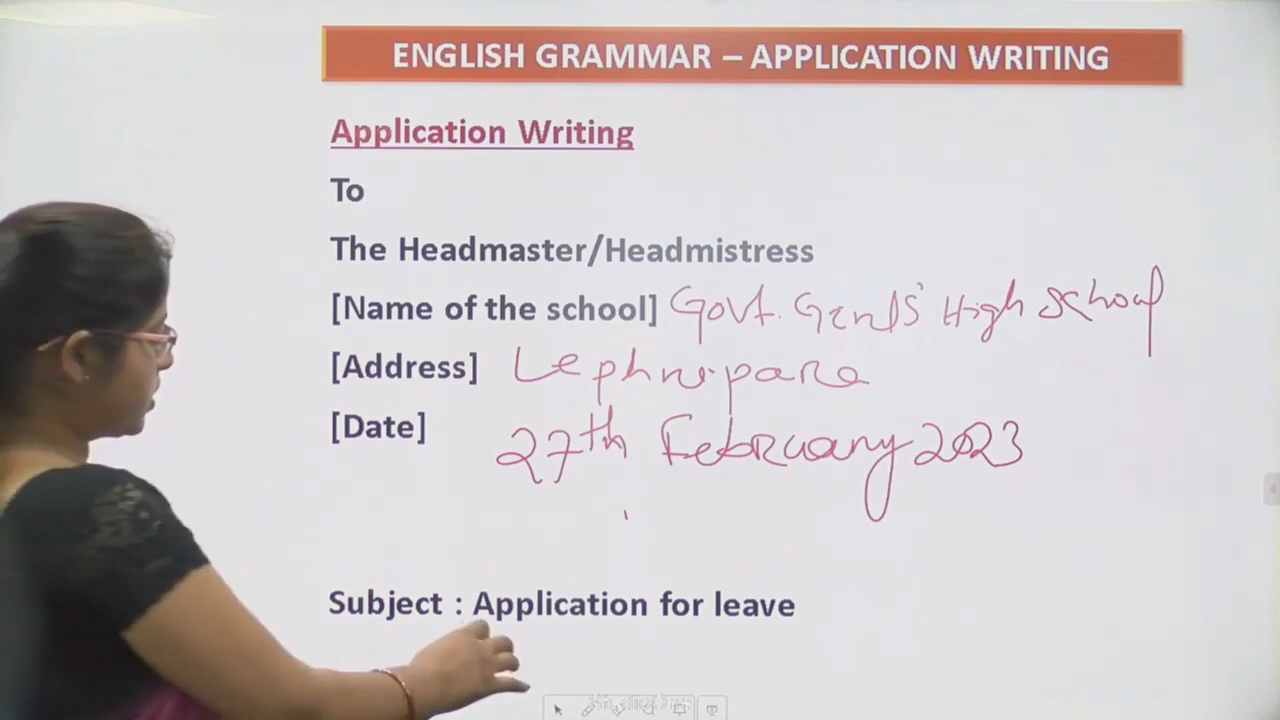 ENGLISH GRAMMAR – APPLICATION WRITING
Application Writing
To
The Headmaster/Headmistress
[Name of the school] Govt. Girls' High School
[Address] Lephripara
[Date] 27th February 2023
Subject : Application for leave